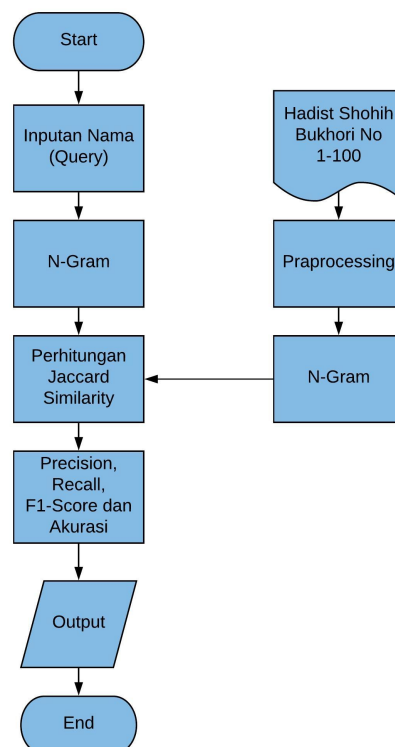 Start
Inputan Nama
(Query)
N-Gram
Perhitungan
Jaccard
Similarity
Precision,
Recall,
F1-Score dan
Akurasi
Output
End
Hadist Shohih
Bukhori No
1-100
Praprocessing
N-Gram